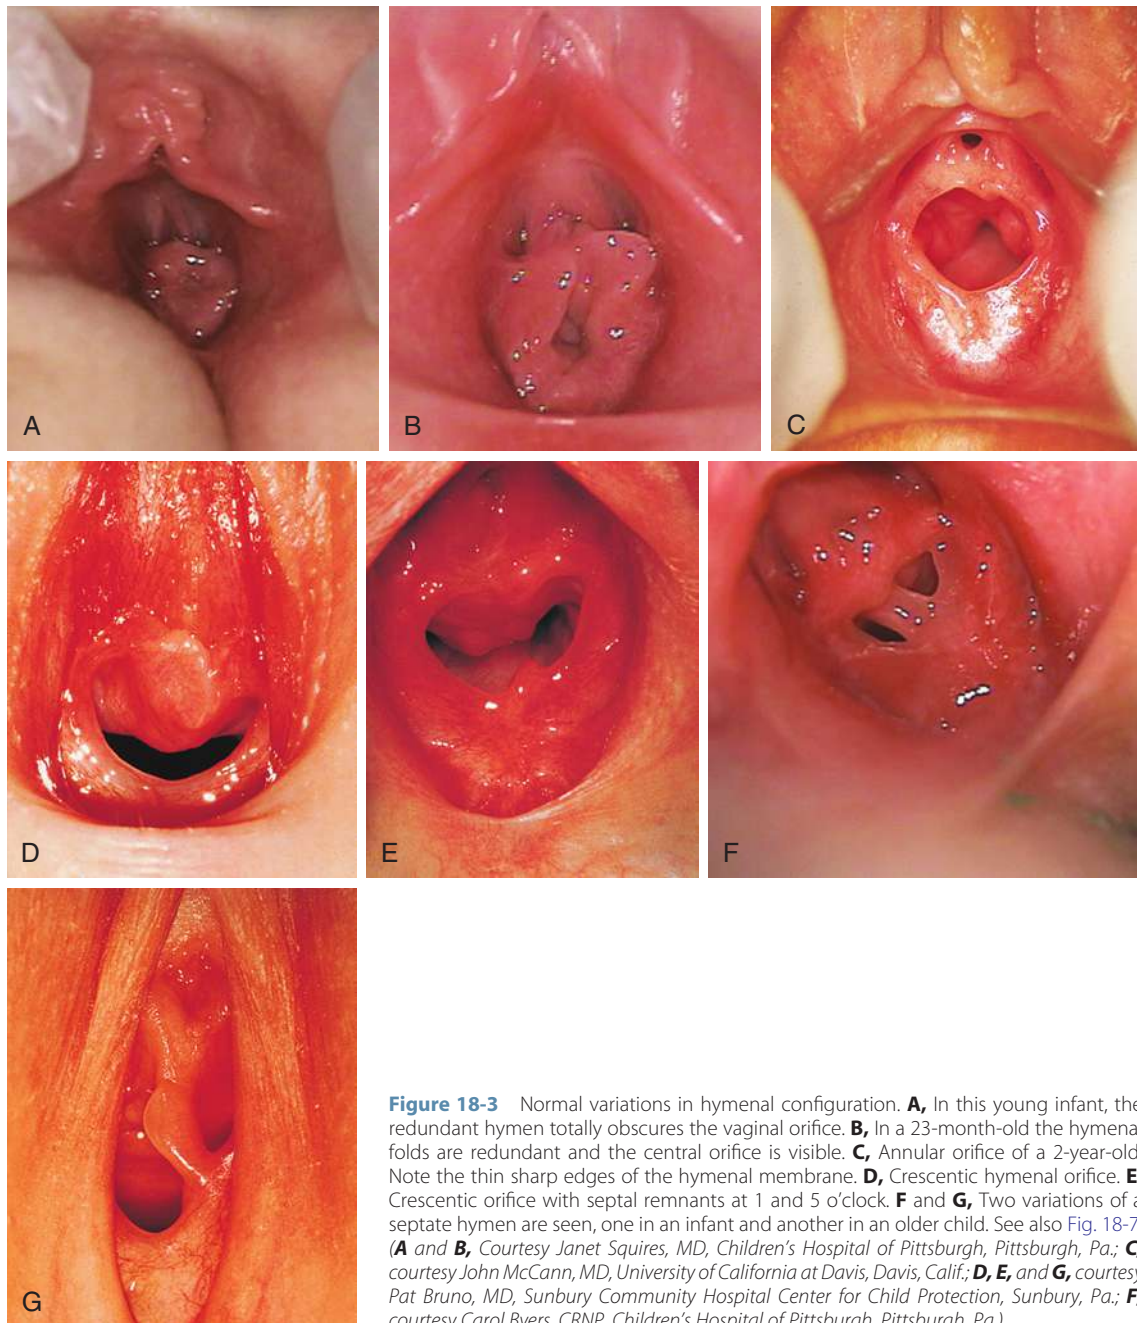 A
B
C
D
E
F
G
Figure 18-3 Normal variations in hymenal configuration. A, In this young infant, the
redundant hymen totally obscures the vaginal orifice. B, In a 23-month-old the hymenal
folds are redundant and the central orifice is visible. C, Annular orifice of a 2-year-old.
Note the thin sharp edges of the hymenal membrane. D, Crescentic hymenal orifice. E,
Crescentic orifice with septal remnants at 1 and 5 o'clock. F and G, Two variations of a
septate hymen are seen, one in an infant and another in an older child. See also Fig. 18-7.
(A and B, Courtesy Janet Squires, MD, Children's Hospital of Pittsburgh, Pittsburgh, Pa.; C,
courtesy John McCann, MD, University of California at Davis, Davis, Calif.; D, E, and G, courtesy
Pat Bruno, MD, Sunbury Community Hospital Center for Child Protection, Sunbury, Pa.; F,
courtesy Carol Byers, CRNP, Children's Hospital of Pittsburgh, Pittsburgh, Pa.)